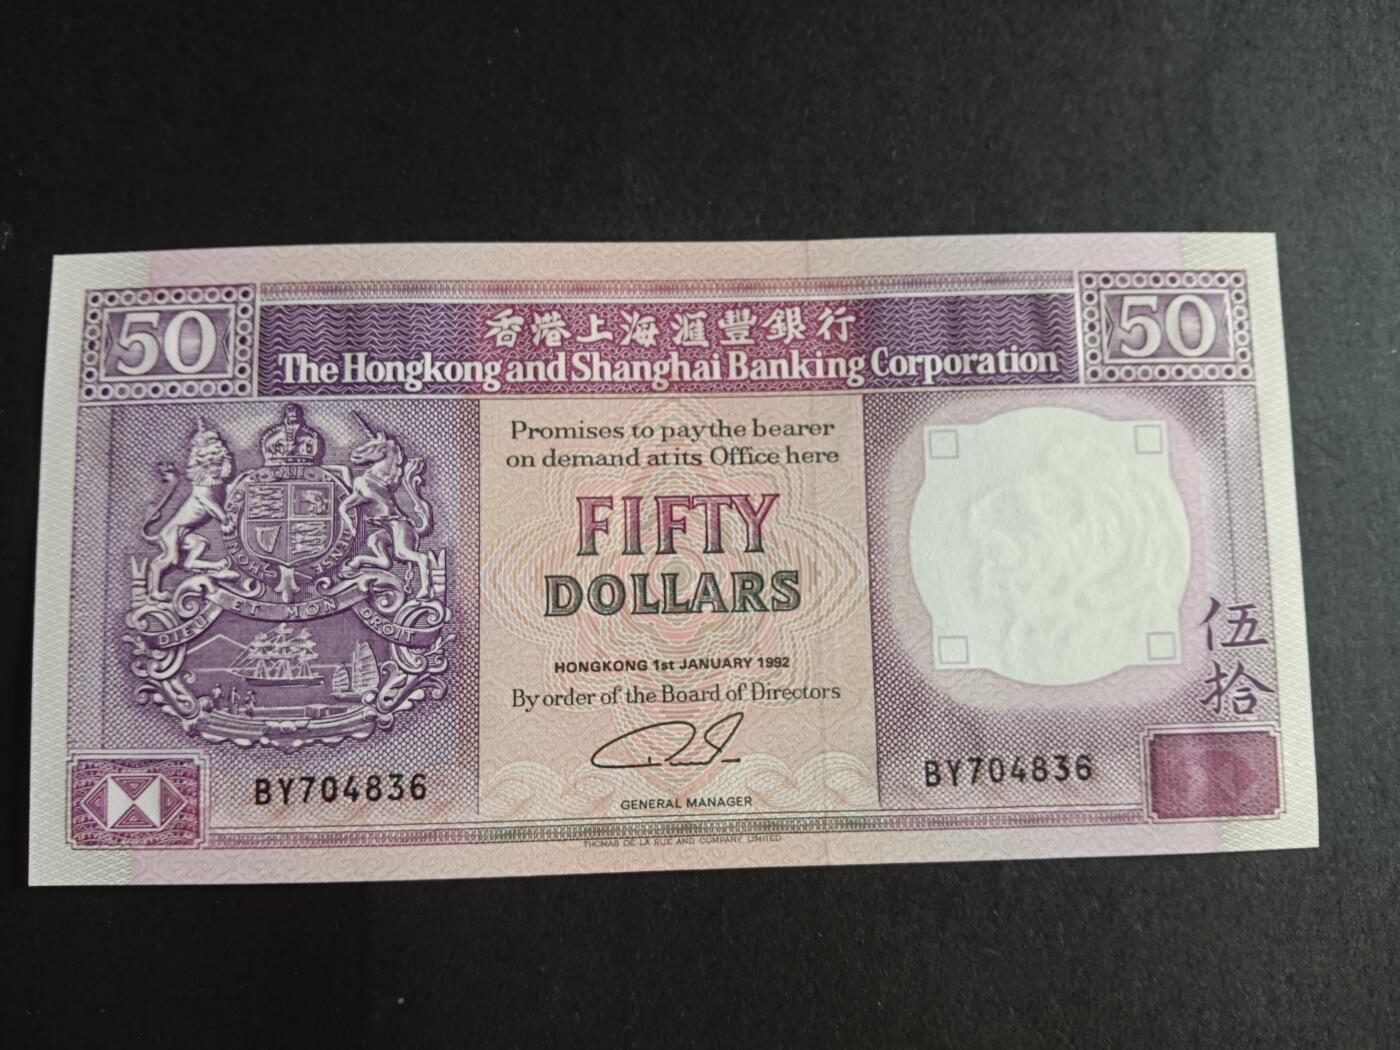 50
香港上海滙豐銀行
50
The Hongkong and Shanghai Banking Corporation
Promises to pay the bearer
on demand at its Office here
FIFTY
DOLLARS
DIEU ET MON DROIT
HONGKONG 1st JANUARY 1992
By order of the Board of Directors
伍拾
BY704836
BY704836
GENERAL MANAGER
THOMAS DE LA RUE AND COMPANY LIMITED